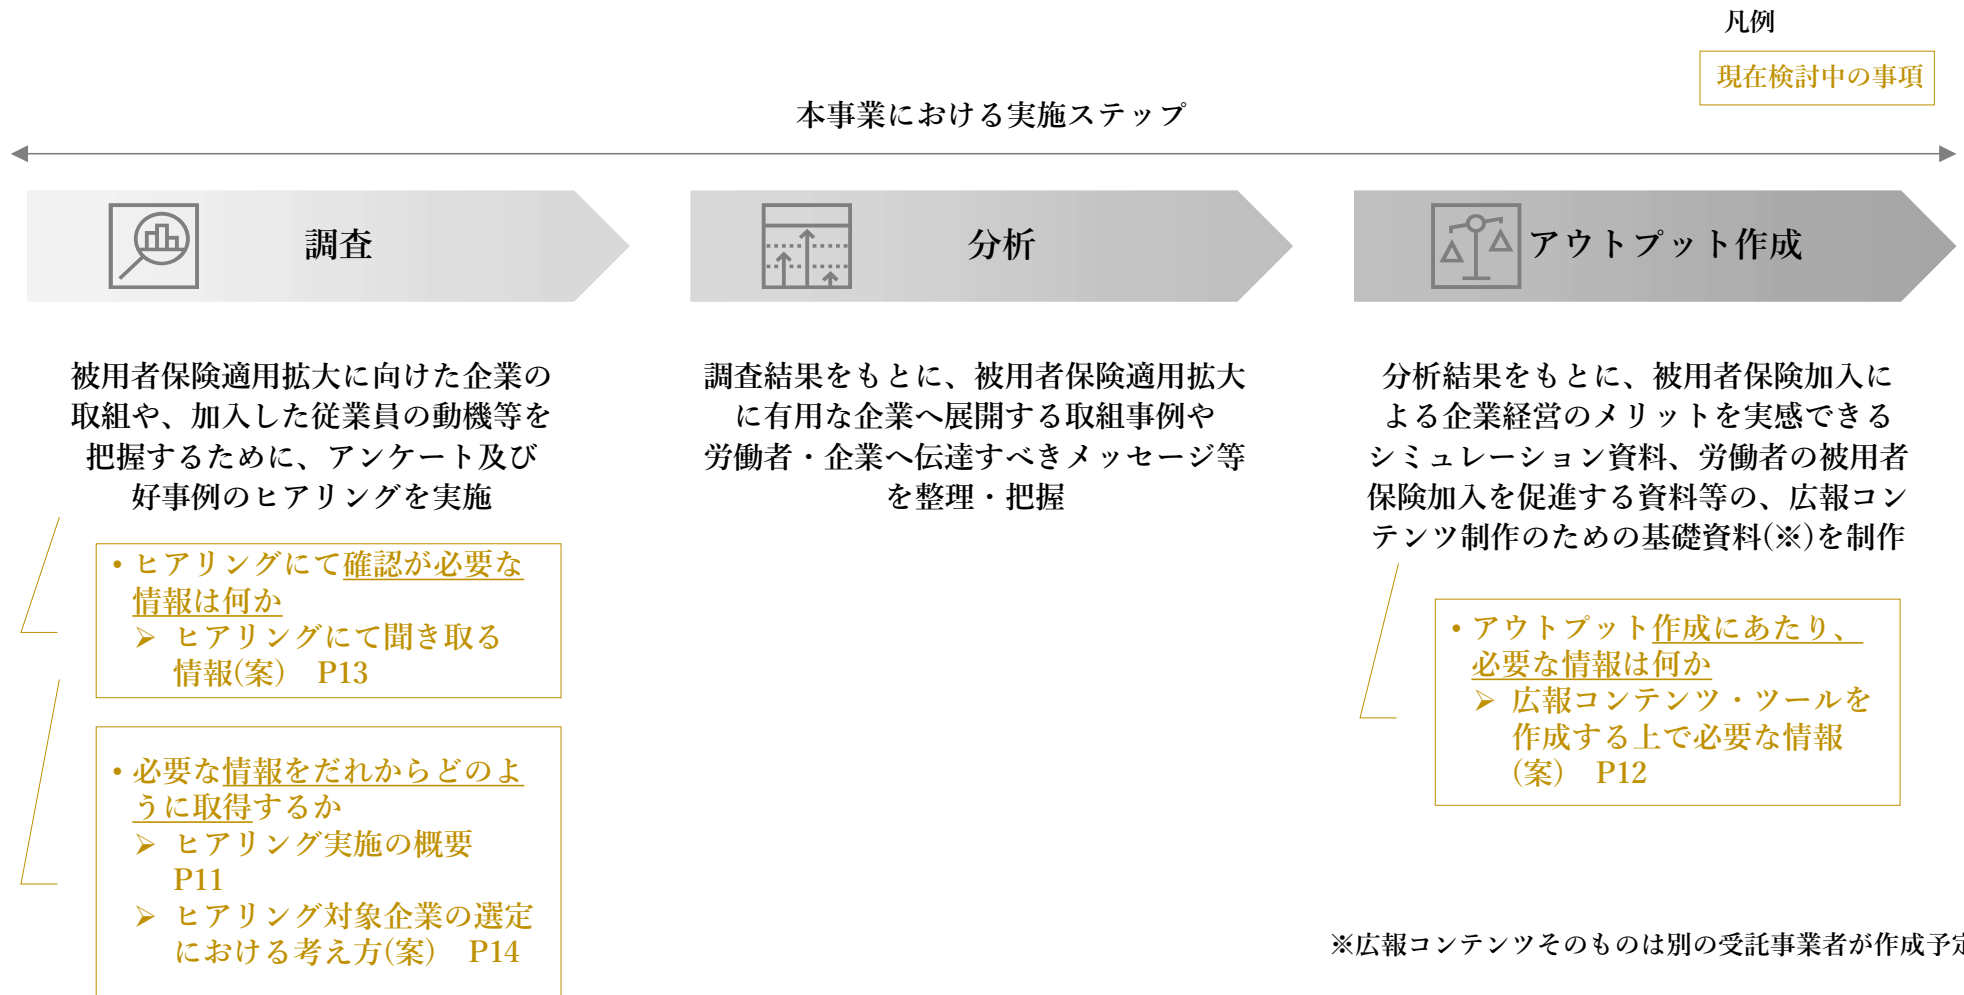 凡例
現在検討中の事項
本事業における実施ステップ
調査
被用者保険適用拡大に向けた企業の
取組や、加入した従業員の動機等を
把握するために、アンケート及び
好事例のヒアリングを実施
• ヒアリングにて確認が必要な
情報は何か
➢ ヒアリングにて聞き取る
情報(案) P13
• 必要な情報をだれからどのよ
うに取得するか
➢ ヒアリング実施の概要
P11
➢ ヒアリング対象企業の選定
における考え方(案) P14
分析
調査結果をもとに、被用者保険適用拡大
に有用な企業へ展開する取組事例や
労働者・企業へ伝達すべきメッセージ等
を整理・把握
アウトプット作成
分析結果をもとに、被用者保険加入に
よる企業経営のメリットを実感できる
シミュレーション資料、労働者の被用者
保険加入を促進する資料等の、広報コン
テンツ制作のための基礎資料(※)を制作
• アウトプット作成にあたり、
必要な情報は何か
➢ 広報コンテンツ・ツールを
作成する上で必要な情報
(案) P12
※広報コンテンツそのものは別の受託事業者が作成予定